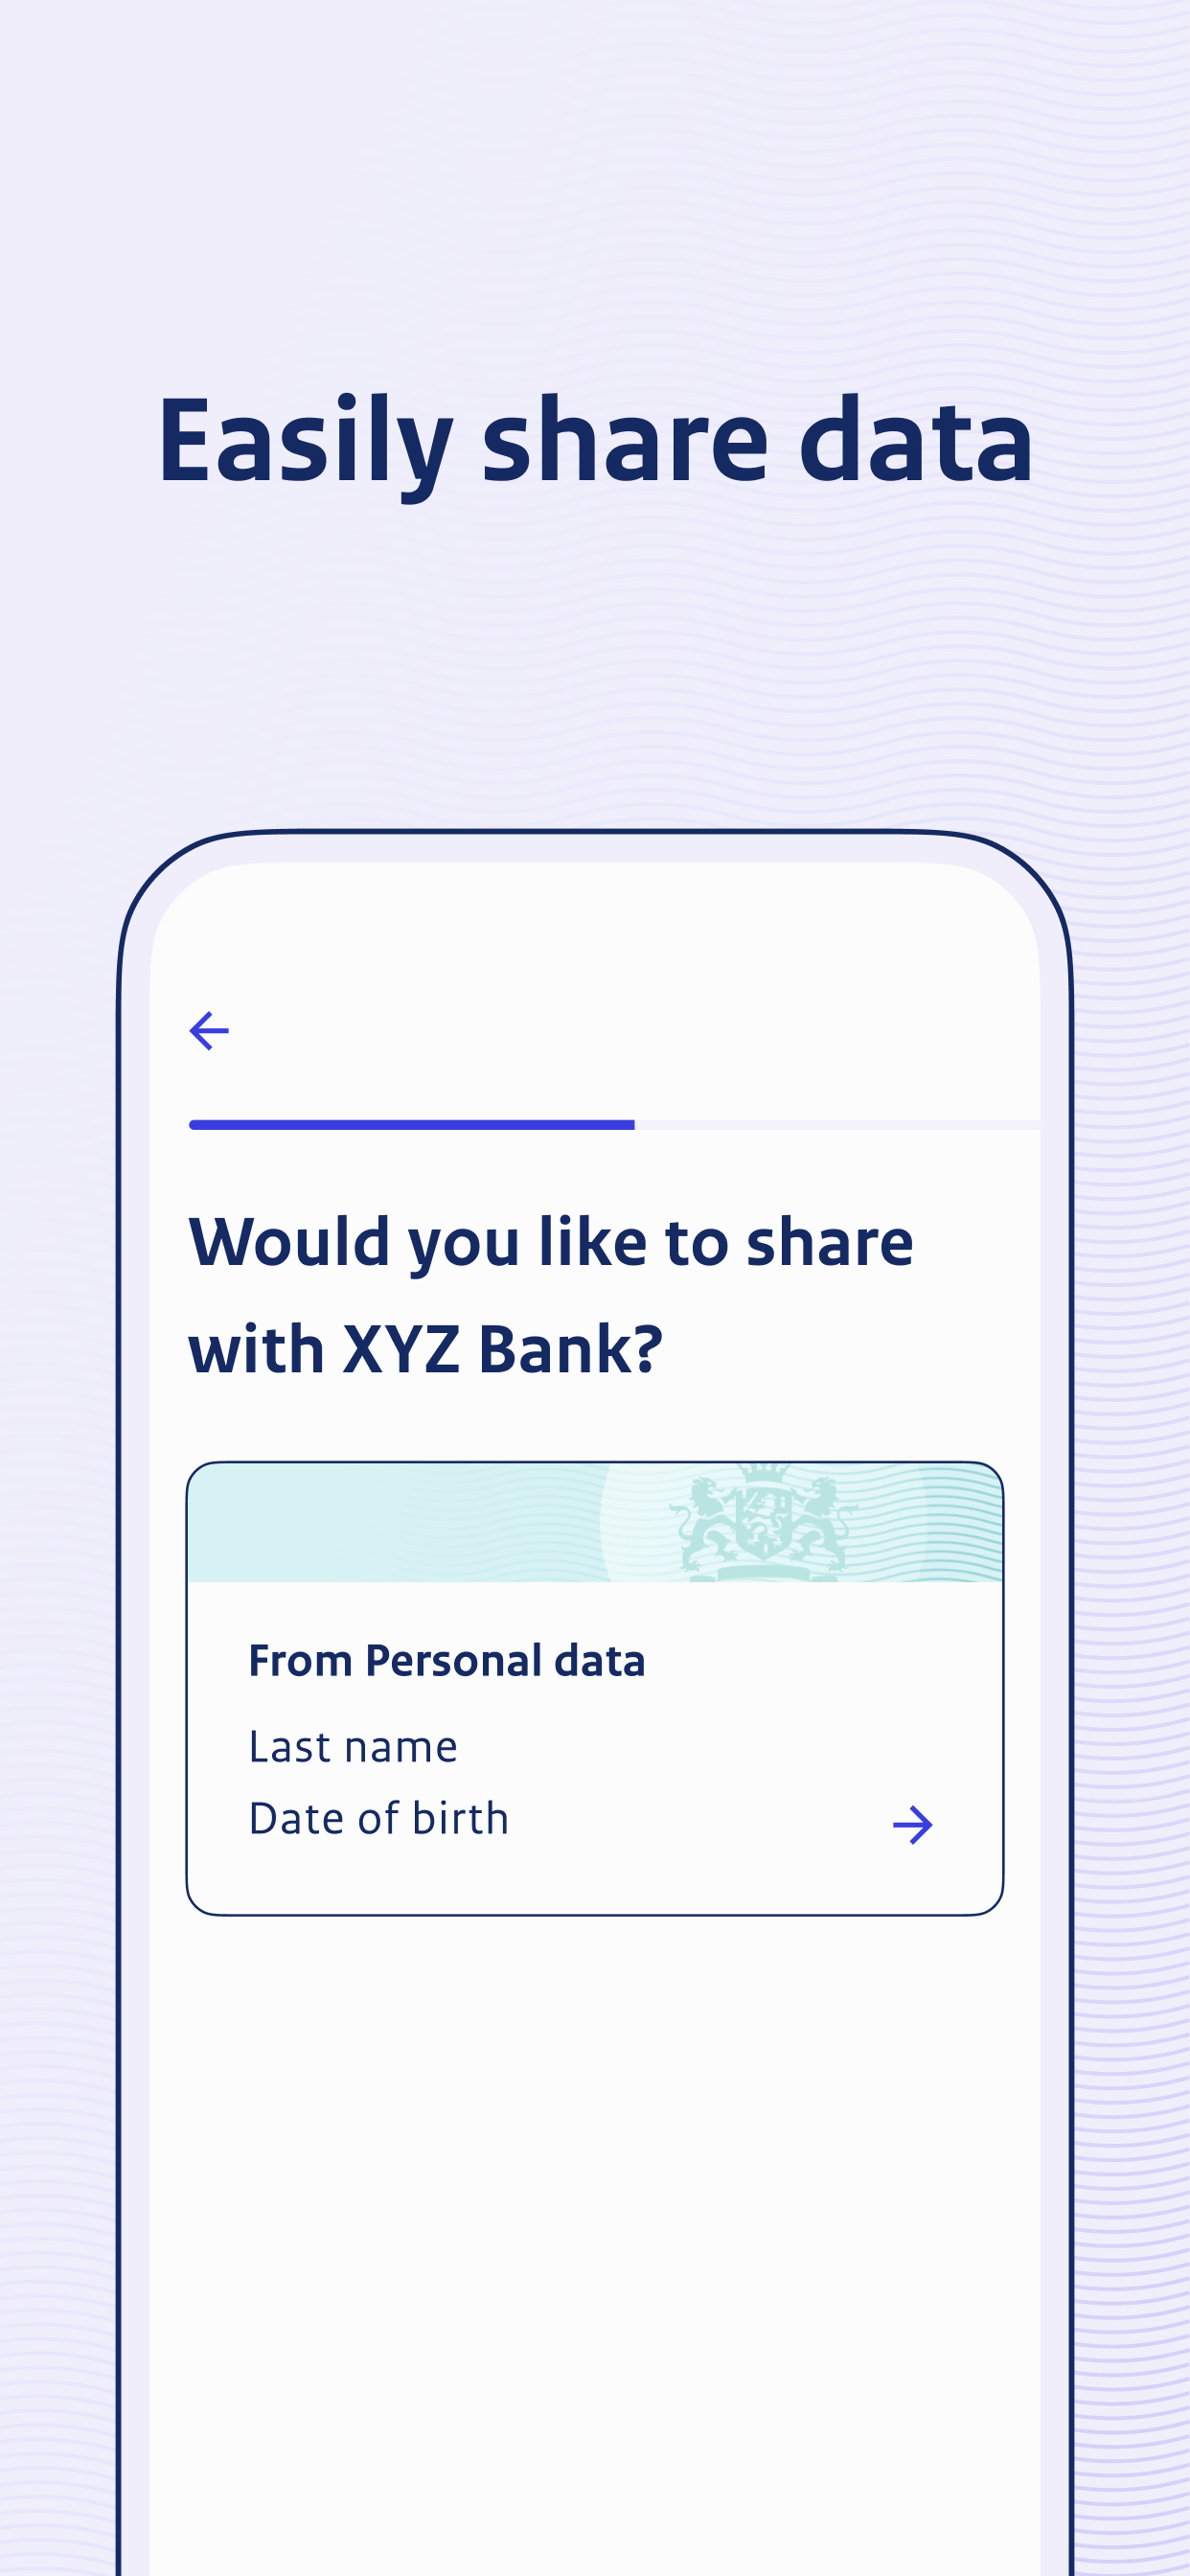 Easily share data
Would you like to share
with XYZ Bank?
From Personal data
Last name
Date of birth